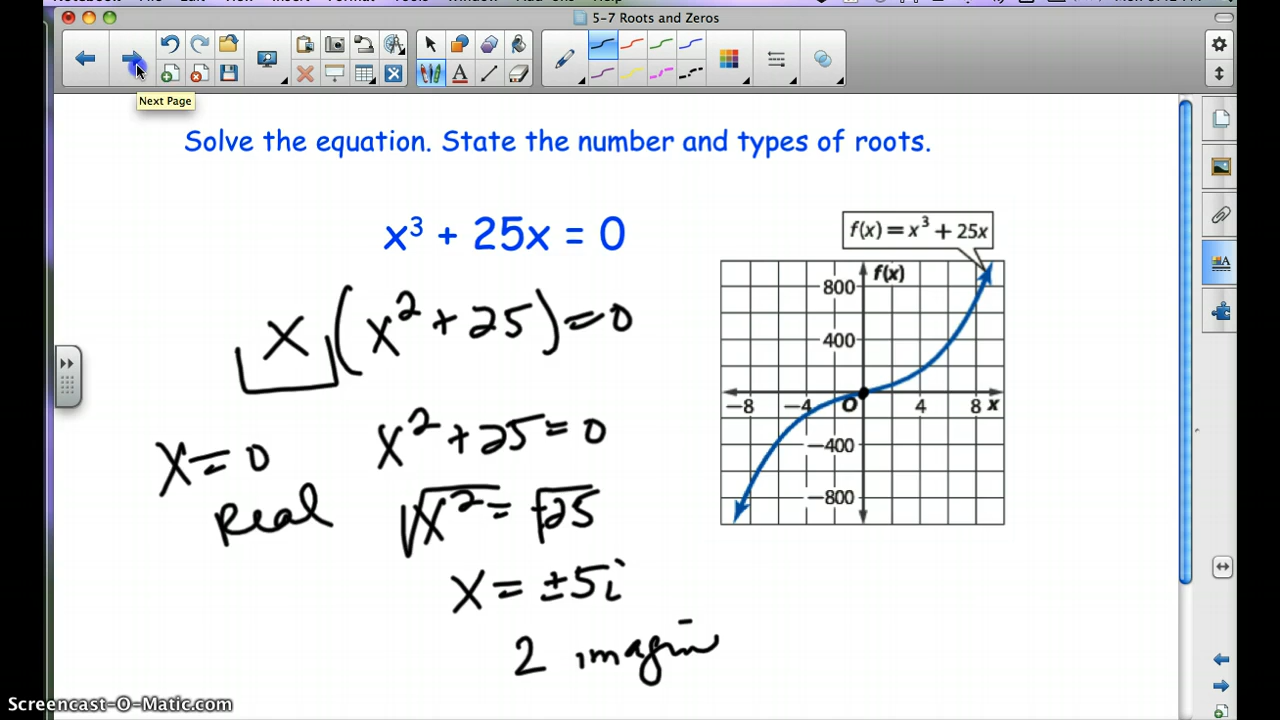 5-7 Roots and Zeros
Next Page
Solve the equation. State the number and types of roots.
x³ + 25x = 0
f(x) = x³ + 25x
f(x)
800
400
-8 -4 O 4 8 x
-400
-800
x(x² + 25) = 0
x² + 25 = 0
x = 0
Real
√x² = √-25
x = ±5i
2 imagin
Screencast-O-Matic.com